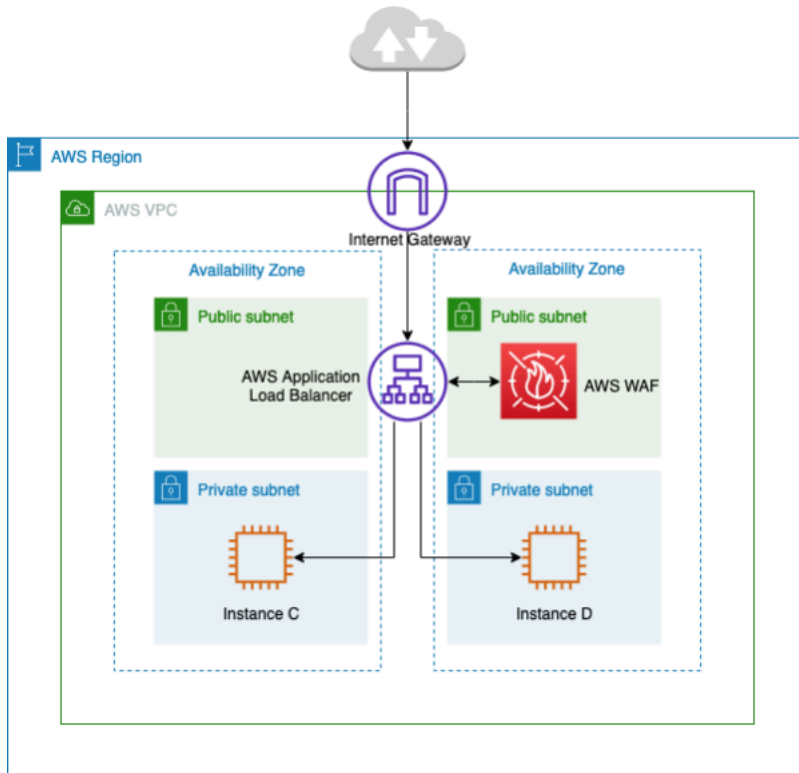 AWS Region
AWS VPC
Internet Gateway
Availability Zone
Availability Zone
Public subnet
Public subnet
AWS Application
Load Balancer
AWS WAF
Private subnet
Private subnet
Instance C
Instance D